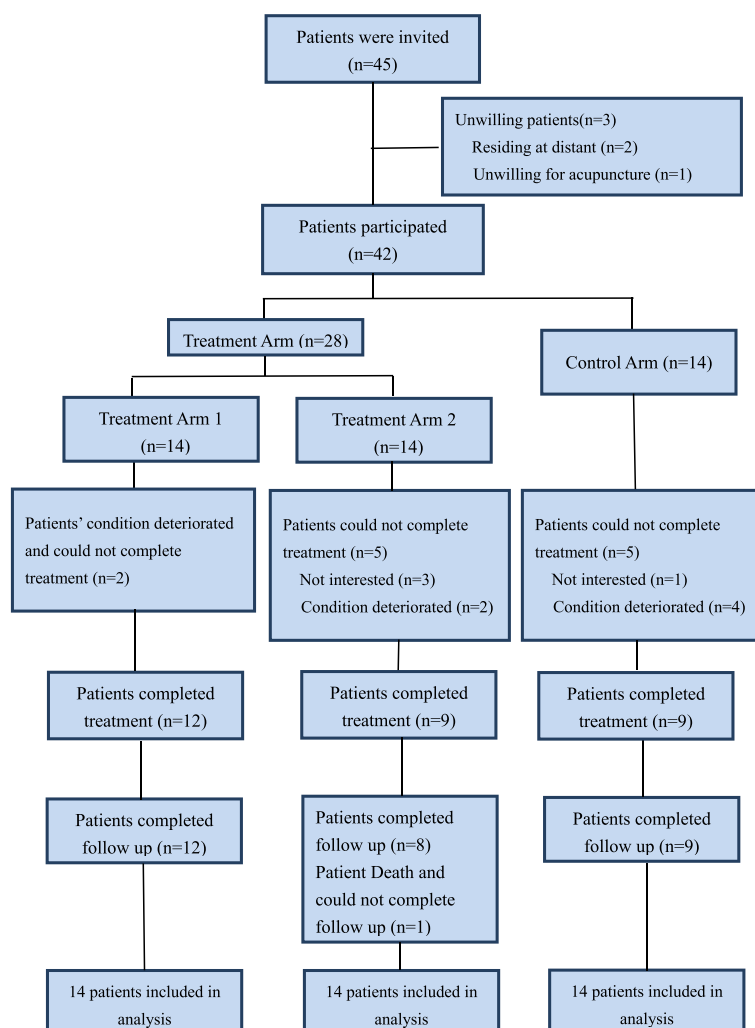 Patients were invited
(n=45)
Unwilling patients(n=3)
Residing at distant (n=2)
Unwilling for acupuncture (n=1)
Patients participated
(n=42)
Treatment Arm (n=28)
Control Arm (n=14)
Treatment Arm 1
(n=14)
Treatment Arm 2
(n=14)
Patients’ condition deteriorated
and could not complete
treatment (n=2)
Patients could not complete
treatment (n=5)
Not interested (n=3)
Condition deteriorated (n=2)
Patients could not complete
treatment (n=5)
Not interested (n=1)
Condition deteriorated (n=4)
Patients completed
treatment (n=12)
Patients completed
treatment (n=9)
Patients completed
treatment (n=9)
Patients completed
follow up (n=12)
Patients completed
follow up (n=8)
Patient Death and
could not complete
follow up (n=1)
Patients completed
follow up (n=9)
14 patients included in
analysis
14 patients included in
analysis
14 patients included in
analysis